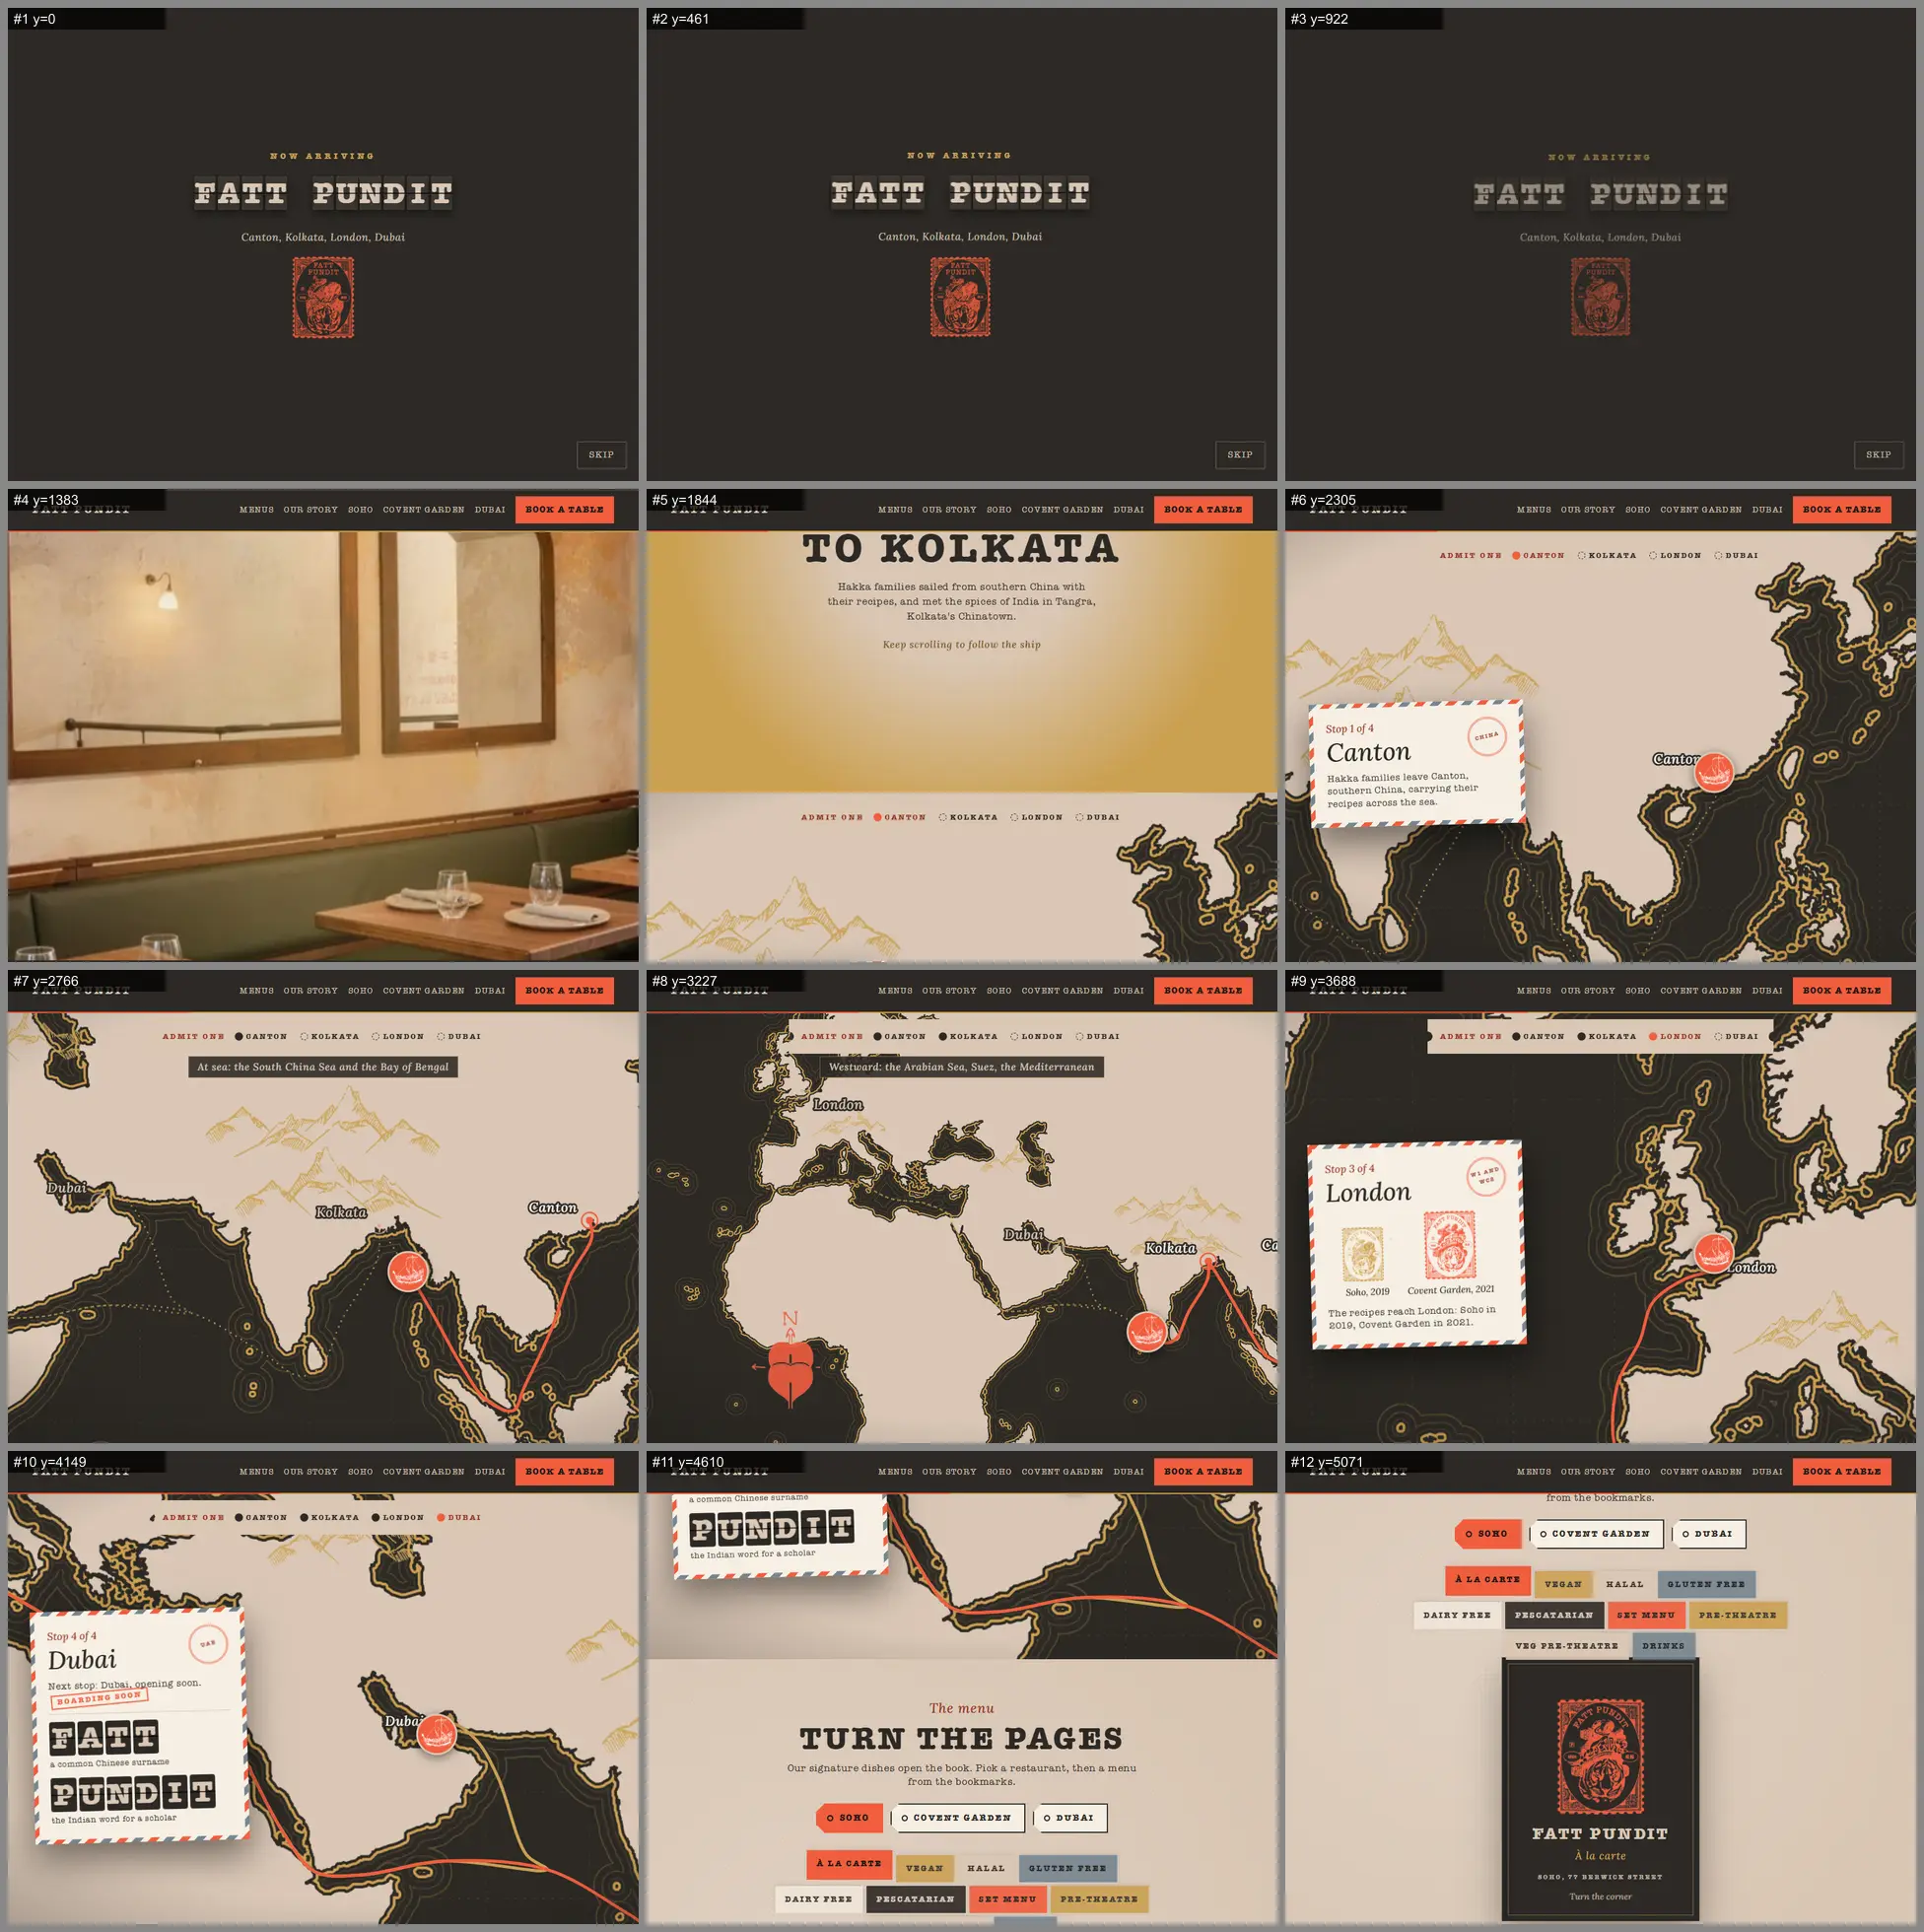 #1 y=0
NOW ARRIVING
FATT PUNDIT
Canton, Kolkata, London, Dubai
FATT PUNDIT
SKIP
#2 y=461
NOW ARRIVING
FATT PUNDIT
Canton, Kolkata, London, Dubai
FATT PUNDIT
SKIP
#3 y=922
NOW ARRIVING
FATT PUNDIT
Canton, Kolkata, London, Dubai
FATT PUNDIT
SKIP
#4 y=1383
MENUS OUR STORY SOHO COVENT GARDEN DUBAI BOOK A TABLE
#5 y=1844
MENUS OUR STORY SOHO COVENT GARDEN DUBAI BOOK A TABLE
TO KOLKATA
Hakka families sailed from southern China with
their recipes, and met the spices of India in Tangra,
Kolkata's Chinatown.
Keep scrolling to follow the ship
ADMIT ONE CANTON KOLKATA LONDON DUBAI
#6 y=2305
MENUS OUR STORY SOHO COVENT GARDEN DUBAI BOOK A TABLE
ADMIT ONE CANTON KOLKATA LONDON DUBAI
Stop 1 of 4
CHINA
Canton
Hakka families leave Canton,
southern China, carrying their
recipes across the sea.
Canton
#7 y=2766
MENUS OUR STORY SOHO COVENT GARDEN DUBAI BOOK A TABLE
ADMIT ONE CANTON KOLKATA LONDON DUBAI
At sea: the South China Sea and the Bay of Bengal
Dubai
Kolkata
Canton
#8 y=3227
MENUS OUR STORY SOHO COVENT GARDEN DUBAI BOOK A TABLE
ADMIT ONE CANTON KOLKATA LONDON DUBAI
Westward: the Arabian Sea, Suez, the Mediterranean
London
Dubai
Kolkata
Ca
N
#9 y=3688
MENUS OUR STORY SOHO COVENT GARDEN DUBAI BOOK A TABLE
ADMIT ONE CANTON KOLKATA LONDON DUBAI
Stop 3 of 4
W1 AND
WC2
London
Soho, 2019
Covent Garden, 2021
The recipes reach London: Soho in
2019, Covent Garden in 2021.
London
#10 y=4149
MENUS OUR STORY SOHO COVENT GARDEN DUBAI BOOK A TABLE
ADMIT ONE CANTON KOLKATA LONDON DUBAI
Stop 4 of 4
UAE
Dubai
Next stop: Dubai, opening soon.
BOARDING SOON
FATT
a common Chinese surname
PUNDIT
the Indian word for a scholar
Dubai
#11 y=4610
MENUS OUR STORY SOHO COVENT GARDEN DUBAI BOOK A TABLE
a common Chinese surname
PUNDIT
the Indian word for a scholar
The menu
TURN THE PAGES
Our signature dishes open the book. Pick a restaurant, then a menu
from the bookmarks.
SOHO COVENT GARDEN DUBAI
À LA CARTE VEGAN HALAL GLUTEN FREE
DAIRY FREE PESCATARIAN SET MENU PRE-THEATRE
#12 y=5071
MENUS OUR STORY SOHO COVENT GARDEN DUBAI BOOK A TABLE
from the bookmarks.
SOHO COVENT GARDEN DUBAI
À LA CARTE VEGAN HALAL GLUTEN FREE
DAIRY FREE PESCATARIAN SET MENU PRE-THEATRE
VEG PRE-THEATRE DRINKS
FATT PUNDIT
FATT PUNDIT
À la carte
SOHO, 77 BERWICK STREET
Turn the corner